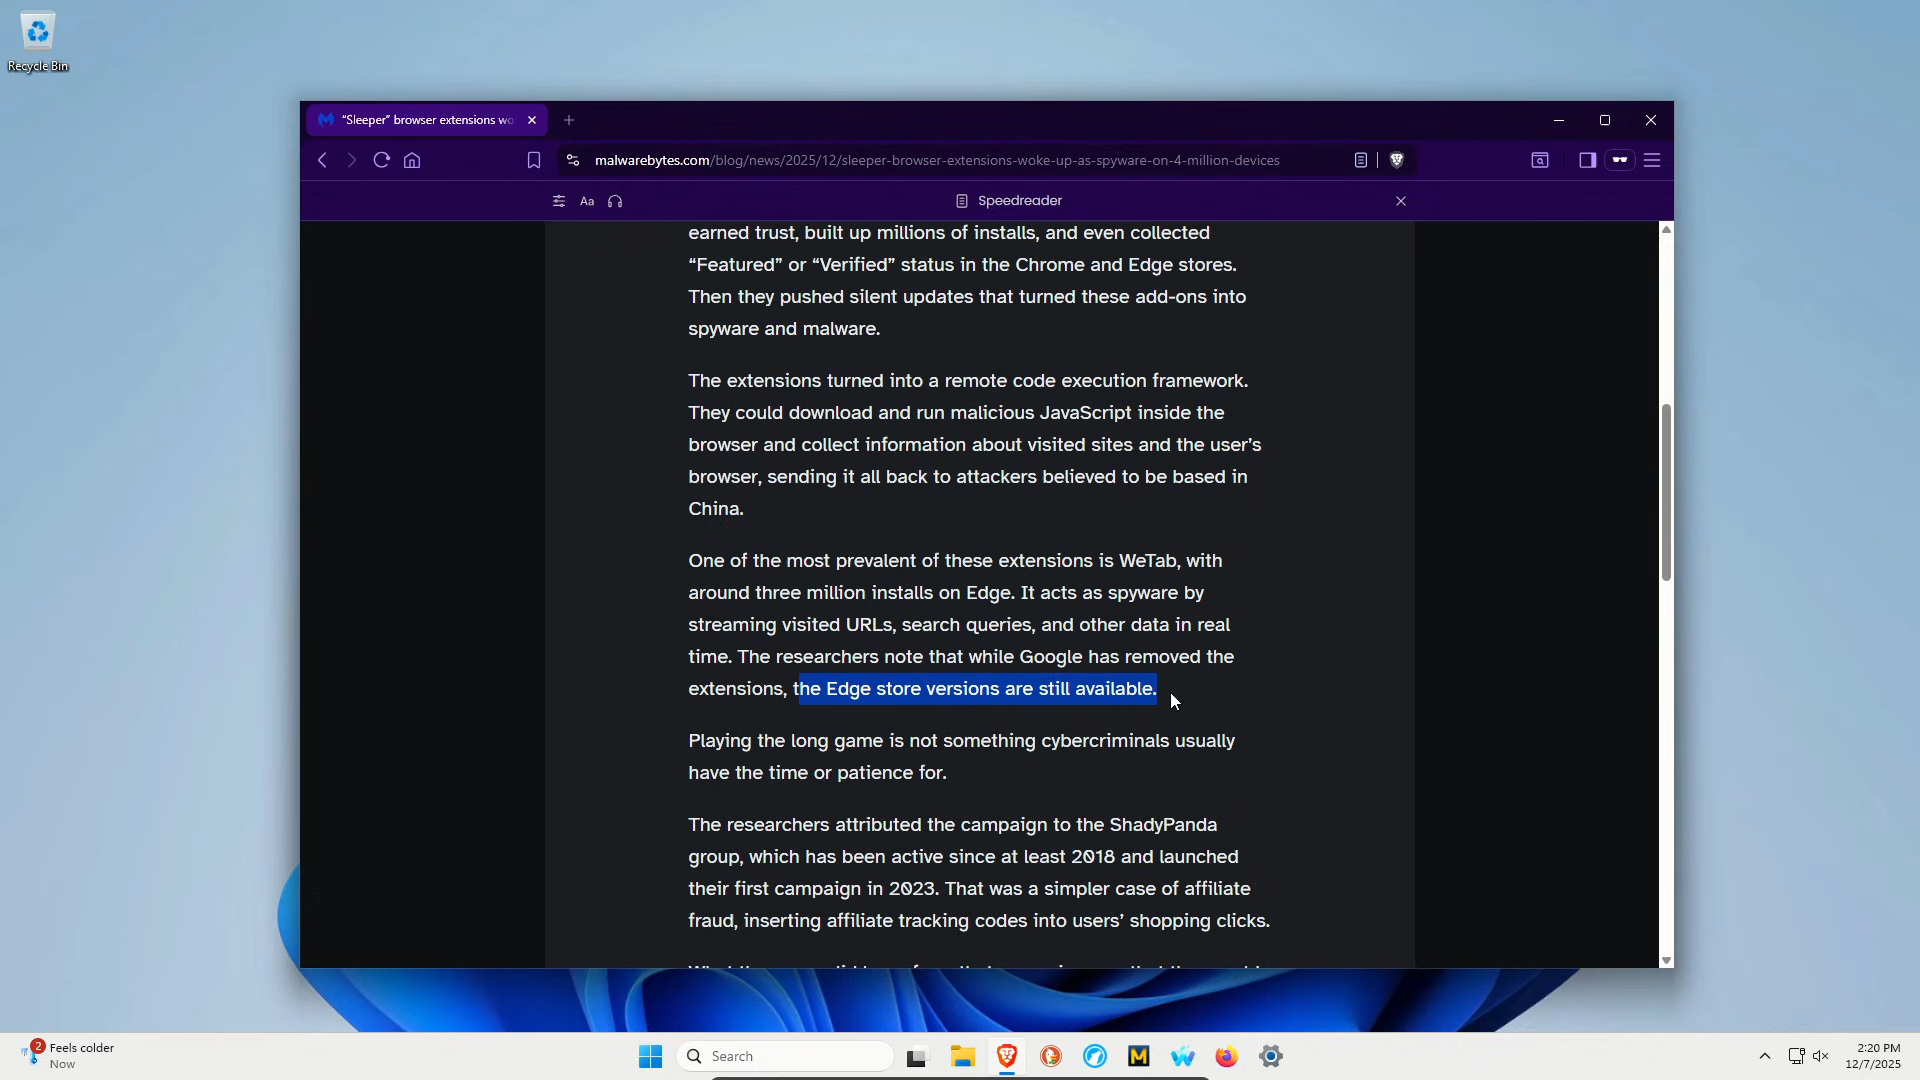 Recycle Bin
“Sleeper” browser extensions wo
malwarebytes.com/blog/news/2025/12/sleeper-browser-extensions-woke-up-as-spyware-on-4-million-devices
Aa
Speedreader
earned trust, built up millions of installs, and even collected
“Featured” or “Verified” status in the Chrome and Edge stores.
Then they pushed silent updates that turned these add-ons into
spyware and malware.
The extensions turned into a remote code execution framework.
They could download and run malicious JavaScript inside the
browser and collect information about visited sites and the user’s
browser, sending it all back to attackers believed to be based in
China.
One of the most prevalent of these extensions is WeTab, with
around three million installs on Edge. It acts as spyware by
streaming visited URLs, search queries, and other data in real
time. The researchers note that while Google has removed the
extensions, the Edge store versions are still available.
Playing the long game is not something cybercriminals usually
have the time or patience for.
The researchers attributed the campaign to the ShadyPanda
group, which has been active since at least 2018 and launched
their first campaign in 2023. That was a simpler case of affiliate
fraud, inserting affiliate tracking codes into users’ shopping clicks.
2
Feels colder
Now
Search
M
2:20 PM
12/7/2025